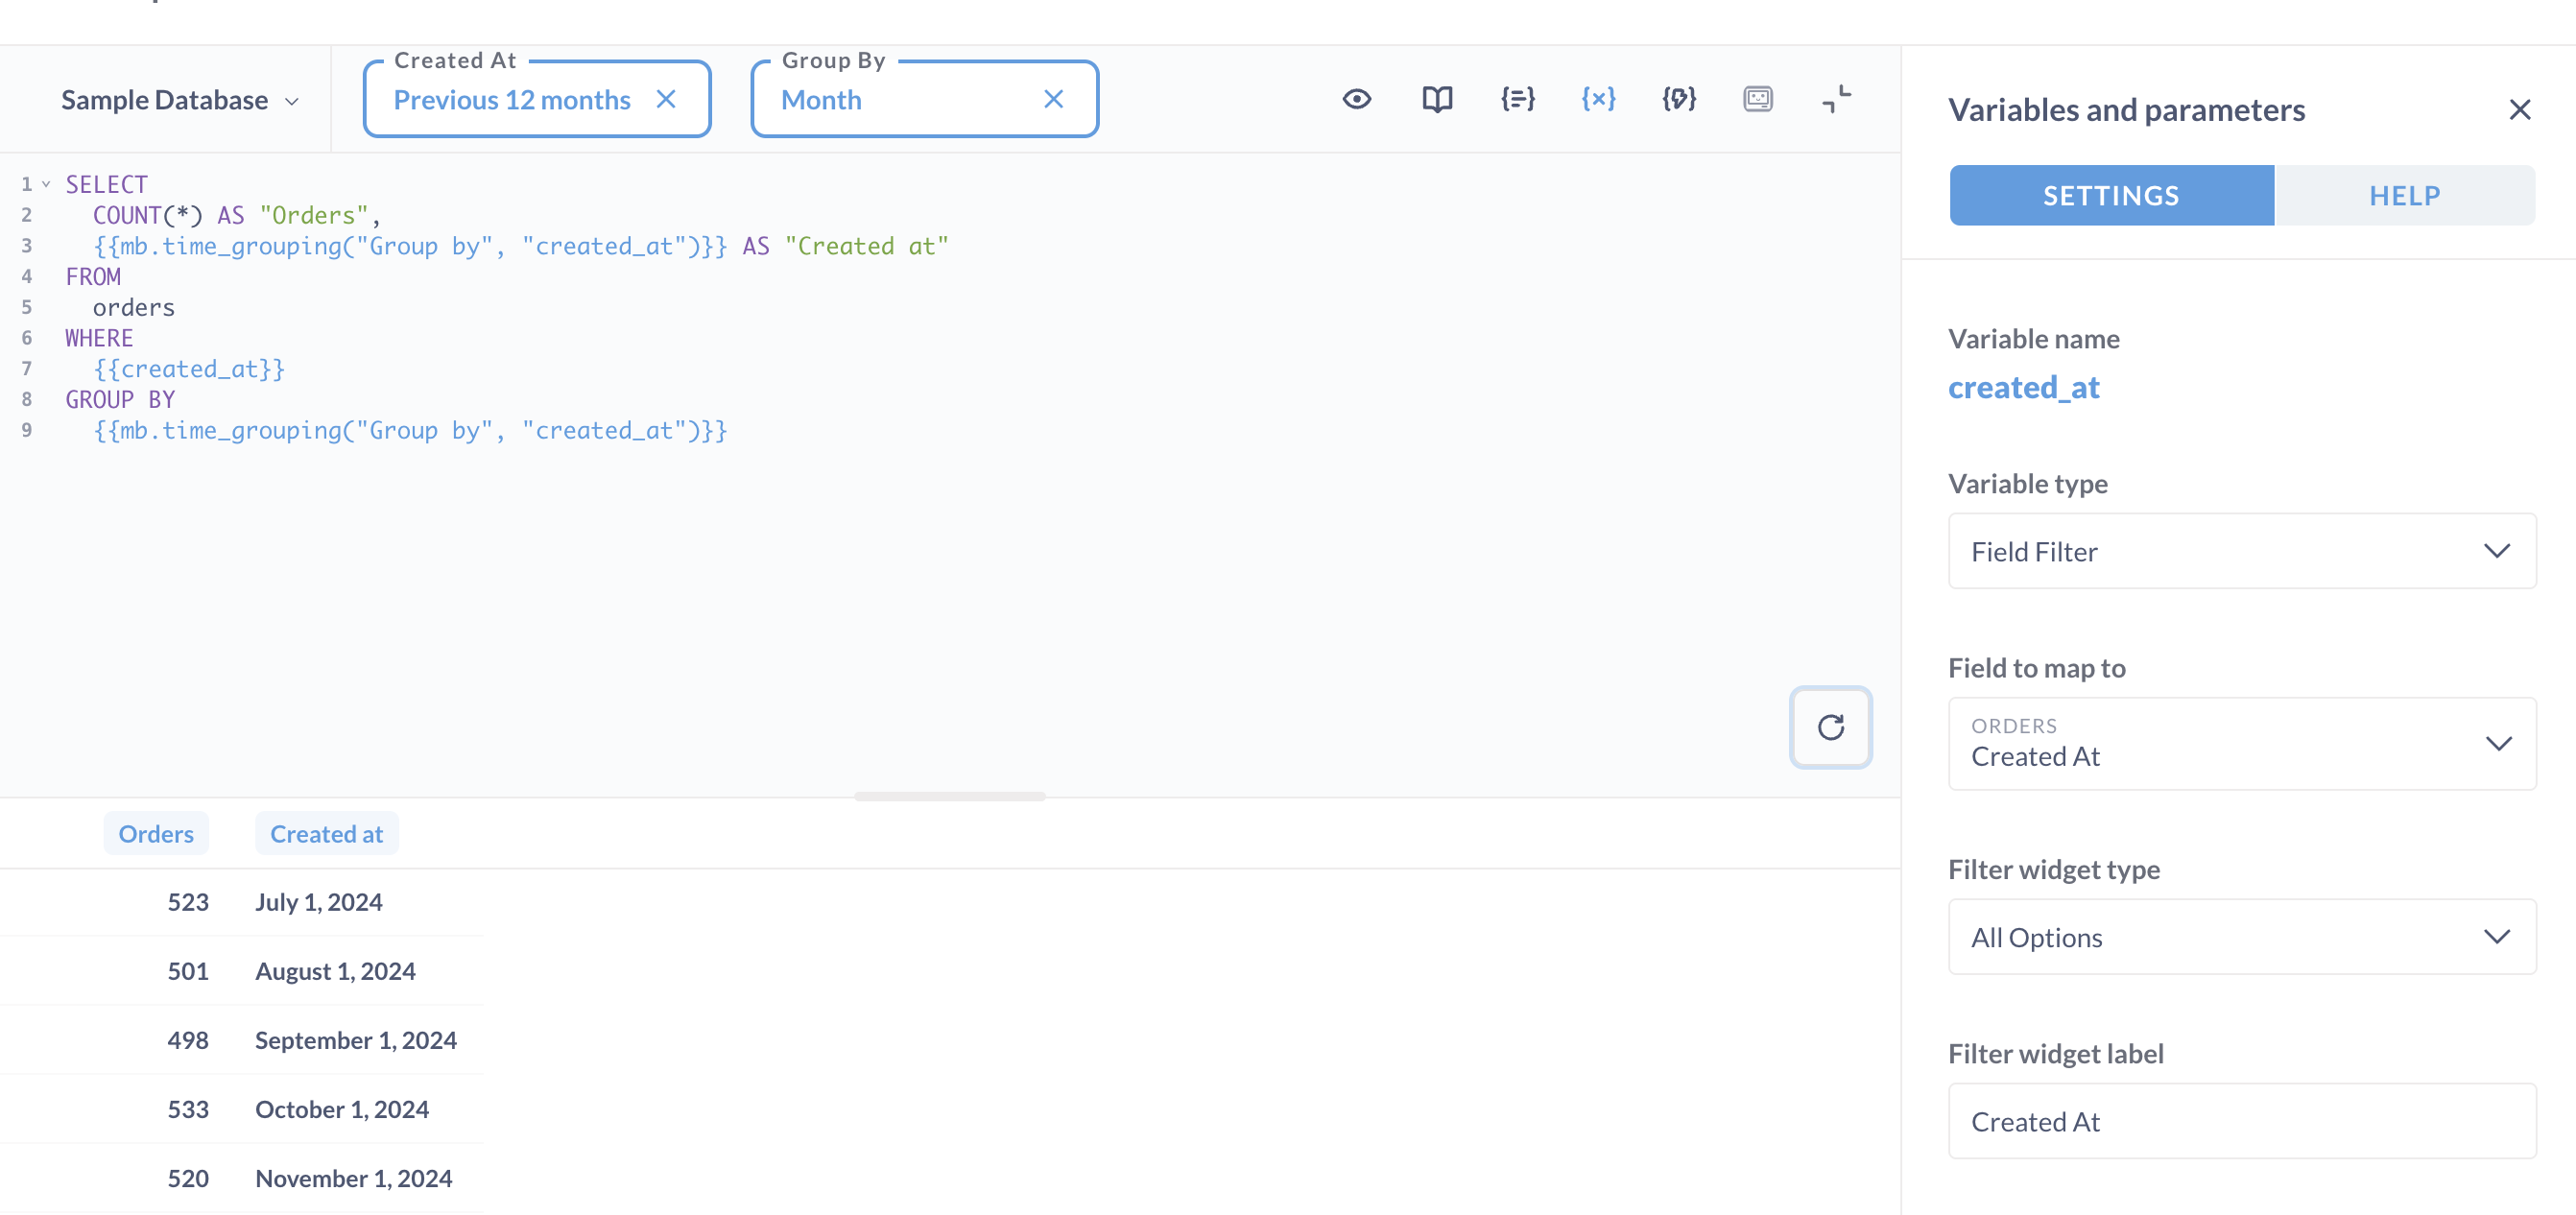 Sample Database
Created At
Previous 12 months
Group By
Month
1 SELECT
2 COUNT(*) AS "Orders",
3 {{mb.time_grouping("Group by", "created_at")}} AS "Created at"
4 FROM
5 orders
6 WHERE
7 {{created_at}}
8 GROUP BY
9 {{mb.time_grouping("Group by", "created_at")}}
Orders Created at
523 July 1, 2024
501 August 1, 2024
498 September 1, 2024
533 October 1, 2024
520 November 1, 2024
Variables and parameters
SETTINGS HELP
Variable name
created_at
Variable type
Field Filter
Field to map to
ORDERS
Created At
Filter widget type
All Options
Filter widget label
Created At